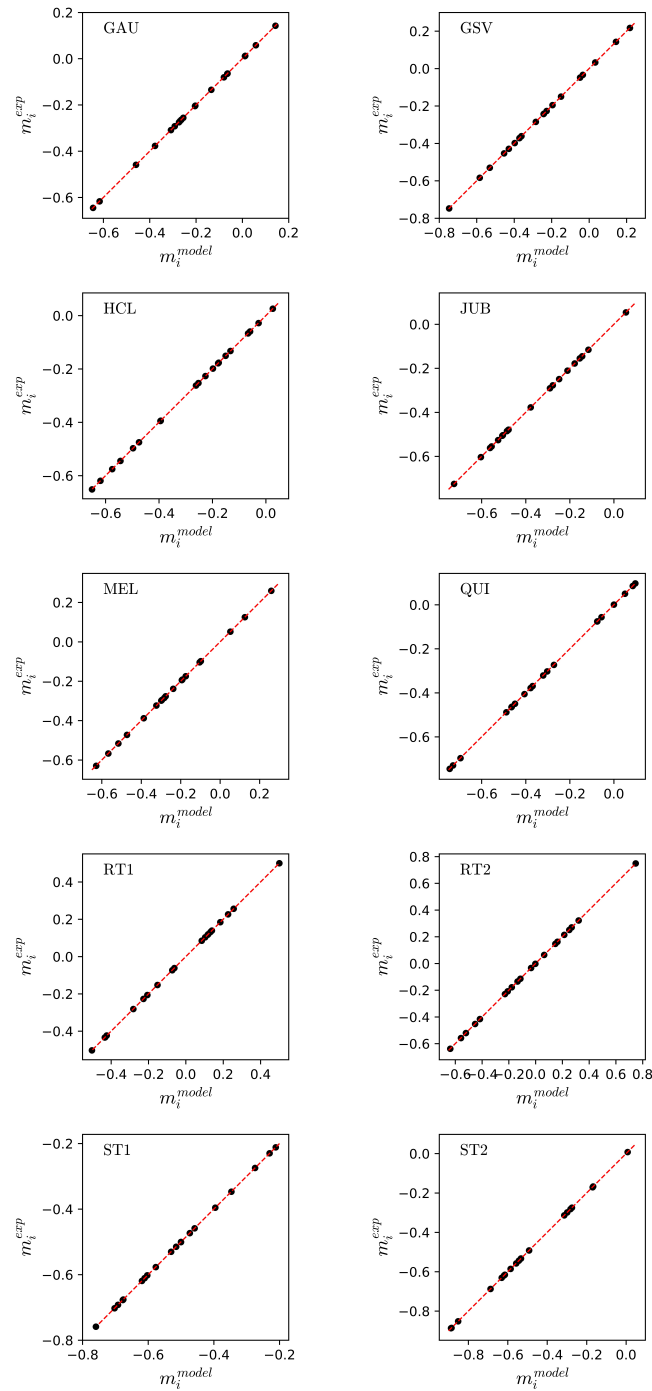 GAU
0.2
0.0
−0.2
−0.4
−0.6
m_i^{exp}
−0.6 −0.4 −0.2 0.0 0.2
m_i^{model}
GSV
0.2
0.0
−0.2
−0.4
−0.6
−0.8
m_i^{exp}
−0.8 −0.6 −0.4 −0.2 0.0 0.2
m_i^{model}
HCL
0.0
−0.2
−0.4
−0.6
m_i^{exp}
−0.6 −0.4 −0.2 0.0
m_i^{model}
JUB
0.0
−0.2
−0.4
−0.6
m_i^{exp}
−0.6 −0.4 −0.2 0.0
m_i^{model}
MEL
0.2
0.0
−0.2
−0.4
−0.6
m_i^{exp}
−0.6 −0.4 −0.2 0.0 0.2
m_i^{model}
QUI
0.0
−0.2
−0.4
−0.6
m_i^{exp}
−0.6 −0.4 −0.2 0.0
m_i^{model}
RT1
0.4
0.2
0.0
−0.2
−0.4
m_i^{exp}
−0.4 −0.2 0.0 0.2 0.4
m_i^{model}
RT2
0.8
0.6
0.4
0.2
0.0
−0.2
−0.4
−0.6
m_i^{exp}
−0.6 −0.4 −0.2 0.0 0.2 0.4 0.6 0.8
m_i^{model}
ST1
−0.2
−0.4
−0.6
−0.8
m_i^{exp}
−0.8 −0.6 −0.4 −0.2
m_i^{model}
ST2
0.0
−0.2
−0.4
−0.6
−0.8
m_i^{exp}
−0.8 −0.6 −0.4 −0.2 0.0
m_i^{model}